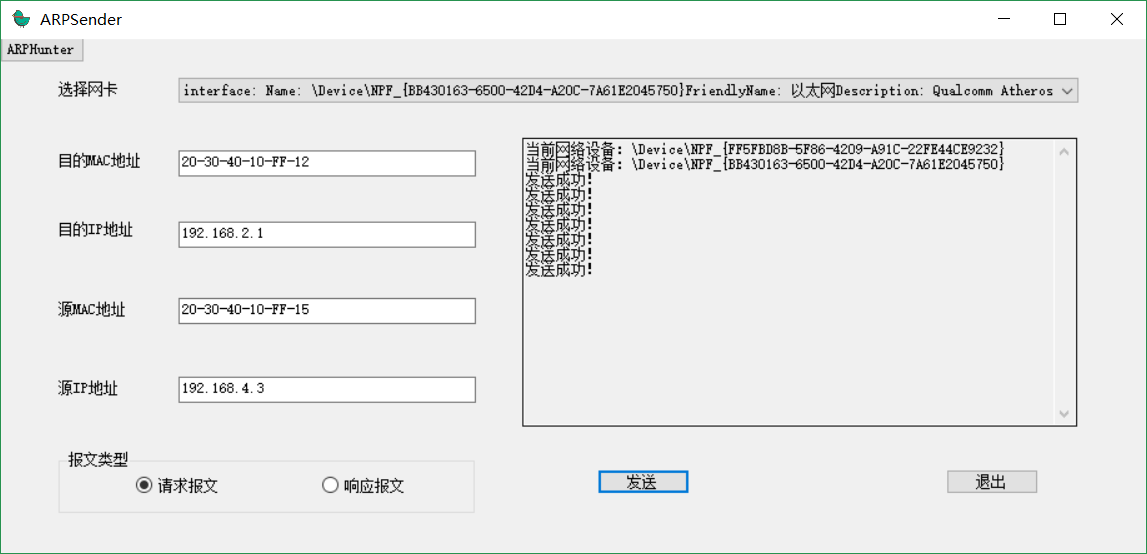 ARPSender
ARPHunter
选择网卡
interface: Name: \Device\NPF_{BB430163-6500-42D4-A20C-7A61E2045750}FriendlyName: 以太网Description: Qualcomm Atheros
目的MAC地址
20-30-40-10-FF-12
目的IP地址
192.168.2.1
源MAC地址
20-30-40-10-FF-15
源IP地址
192.168.4.3
当前网络设备: \Device\NPF_{FF5FBD8B-5F86-4209-A91C-22FE44CE9232}
当前网络设备: \Device\NPF_{BB430163-6500-42D4-A20C-7A61E2045750}
发送成功!
发送成功!
发送成功!
发送成功!
发送成功!
发送成功!
发送成功!
报文类型
请求报文
响应报文
发送
退出